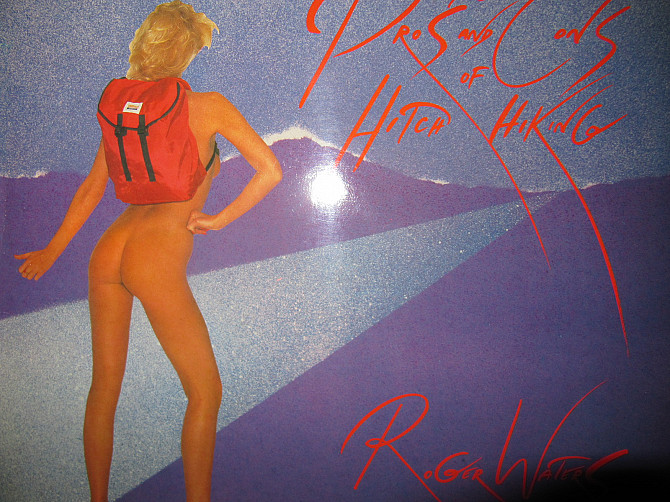 PROS AND CONS
OF
HITCH HIKING
ROGER WATERS